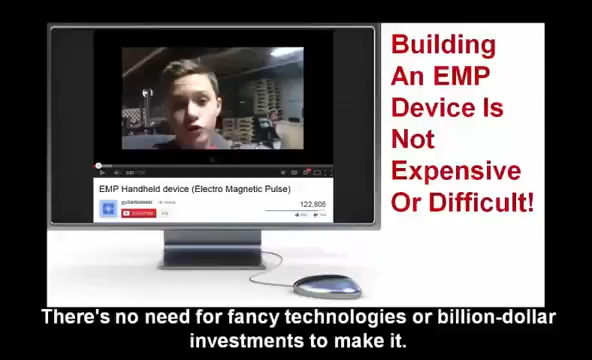 Building
An EMP
Device Is
Not
Expensive
Or Difficult!
EMP Handheld device (Electro Magnetic Pulse)
122,805
There's no need for fancy technologies or billion-dollar
investments to make it.